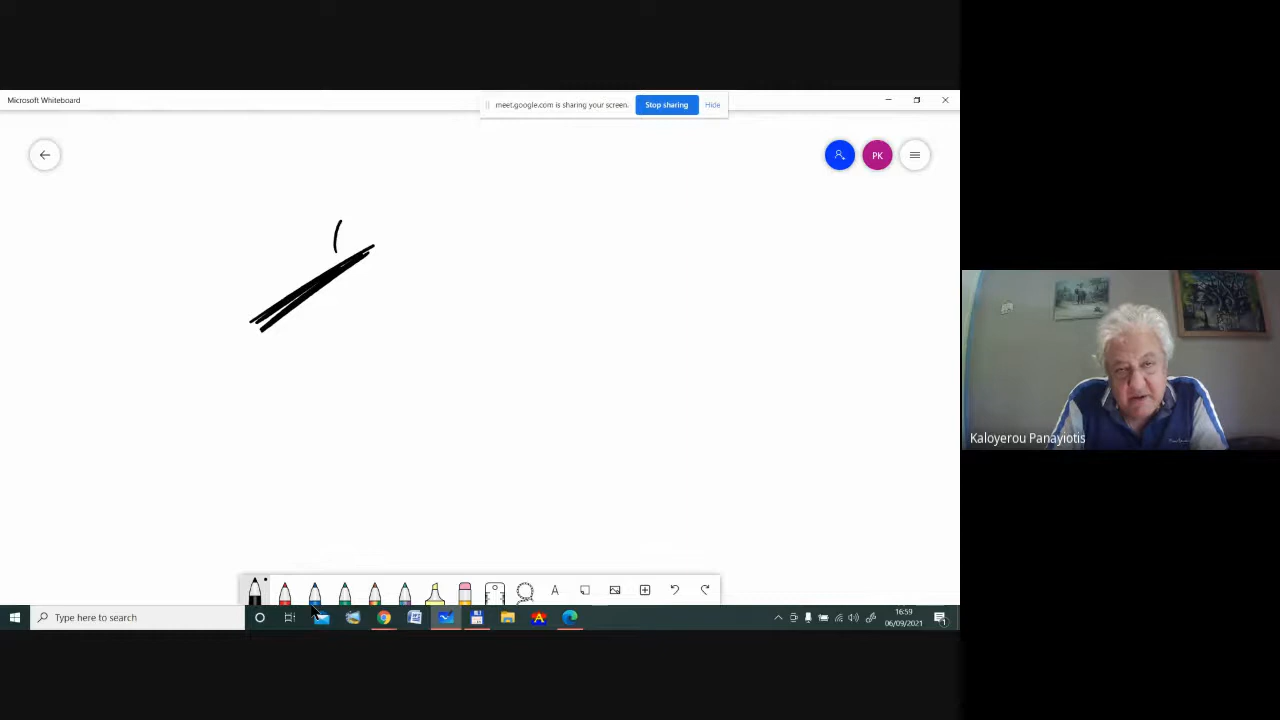 Microsoft Whiteboard
meet.google.com is sharing your screen.
Stop sharing
Hide
PK
Kaloyerou Panayiotis
A
Type here to search
16:59
06/09/2021
1